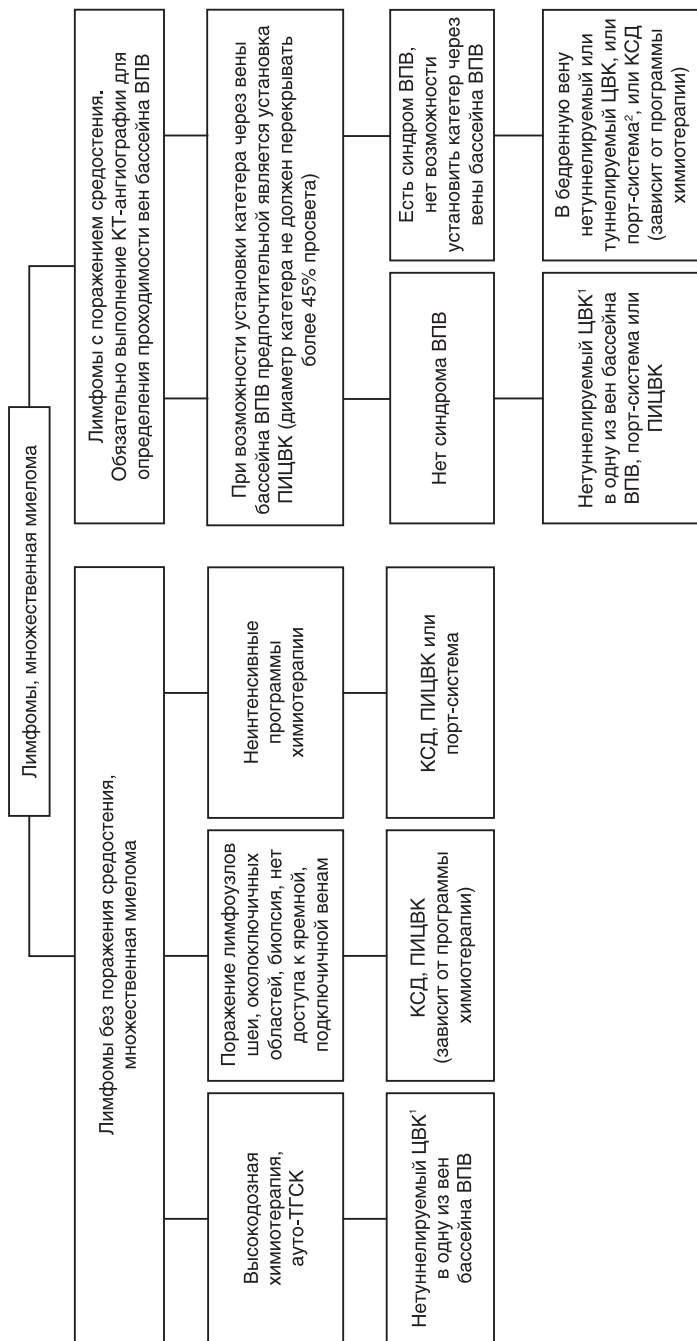 Лимфомы, множественная миелома
Лимфомы без поражения средостения,
множественная миелома
Высокодозная
химиотерапия,
ауто-ТГСК
Нетуннелируемый ЦВК¹
в одну из вен
бассейна ВПВ
Поражение лимфоузлов
шеи, околоключичных
областей, биопсия, нет
доступа к яремной,
подключичной венам
КСД, ПИЦВК
(зависит от программы
химиотерапии)
Неинтенсивные
программы
химиотерапии
КСД, ПИЦВК или
порт-система
Лимфомы с поражением средостения.
Обязательно выполнение КТ-ангиографии для
определения проходимости вен бассейна ВПВ
При возможности установки катетера через вены
бассейна ВПВ предпочтительной является установка
ПИЦВК (диаметр катетера не должен перекрывать
более 45% просвета)
Нет синдрома ВПВ
Нетуннелируемый ЦВК¹
в одну из вен бассейна
ВПВ, порт-система или
ПИЦВК
Есть синдром ВПВ,
нет возможности
установить катетер через
вены бассейна ВПВ
В бедренную вену
нетуннелируемый или
туннелируемый ЦВК, или
порт-система², или КСД
(зависит от программы
химиотерапии)